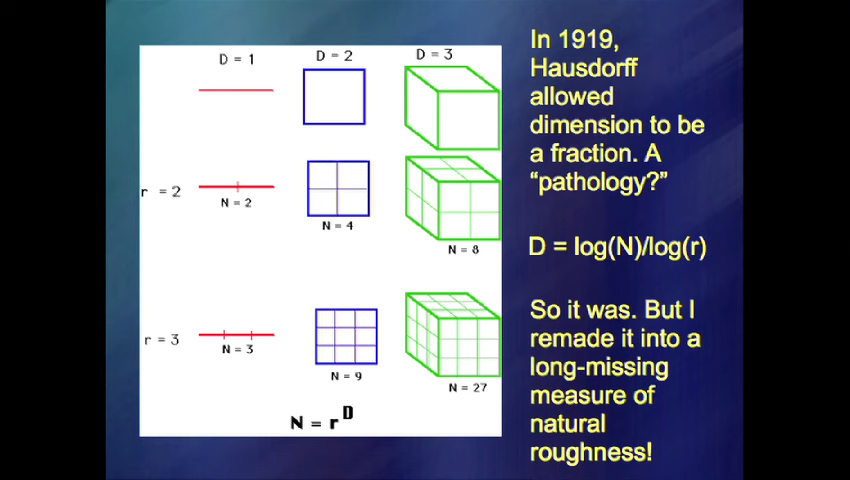 D = 1
D = 2
D = 3
r = 2
N = 2
N = 4
N = 8
r = 3
N = 3
N = 9
N = 27
N = r^D
In 1919,
Hausdorff
allowed
dimension to be
a fraction. A
“pathology?”
D = log(N)/log(r)
So it was. But I
remade it into a
long-missing
measure of
natural
roughness!